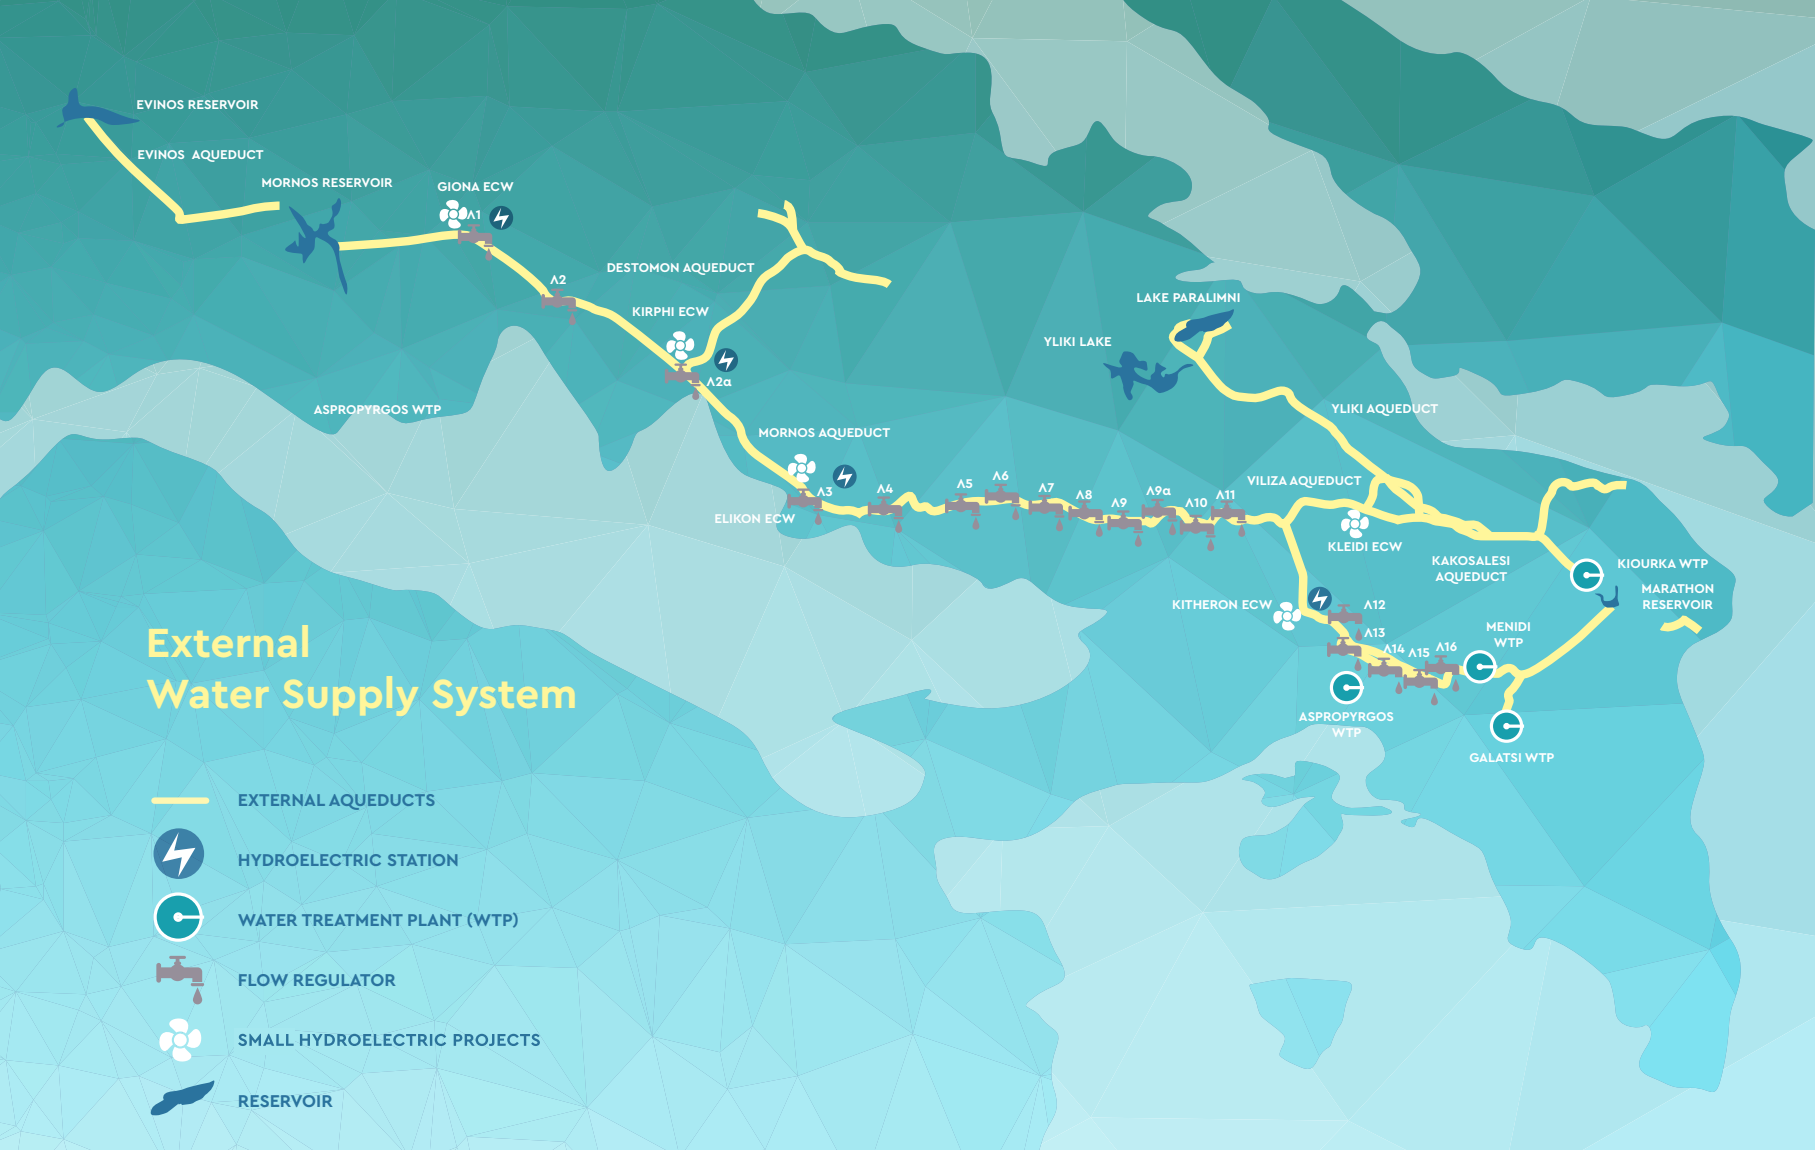 EVINOS RESERVOIR
EVINOS  AQUEDUCT
MORNOS RESERVOIR
GIONA ECW
Λ1
DESTOMON AQUEDUCT
Λ2
KIRPHI ECW
Λ2α
LAKE PARALIMNI
YLIKI LAKE
ASPROPYRGOS WTP
YLIKI AQUEDUCT
MORNOS AQUEDUCT
Λ3
ELIKON ECW
Λ4
Λ5
Λ6
Λ7
Λ8
Λ9
Λ9α
Λ10
Λ11
VILIZA AQUEDUCT
KLEIDI ECW
KAKOSALESI
AQUEDUCT
KIOURKA WTP
MARATHON
RESERVOIR
KITHERON ECW
Λ12
Λ13
Λ14
Λ15
Λ16
MENIDI
WTP
ASPROPYRGOS
WTP
GALATSI WTP
External
Water Supply System
EXTERNAL AQUEDUCTS
HYDROELECTRIC STATION
WATER TREATMENT PLANT (WTP)
FLOW REGULATOR
SMALL HYDROELECTRIC PROJECTS
RESERVOIR